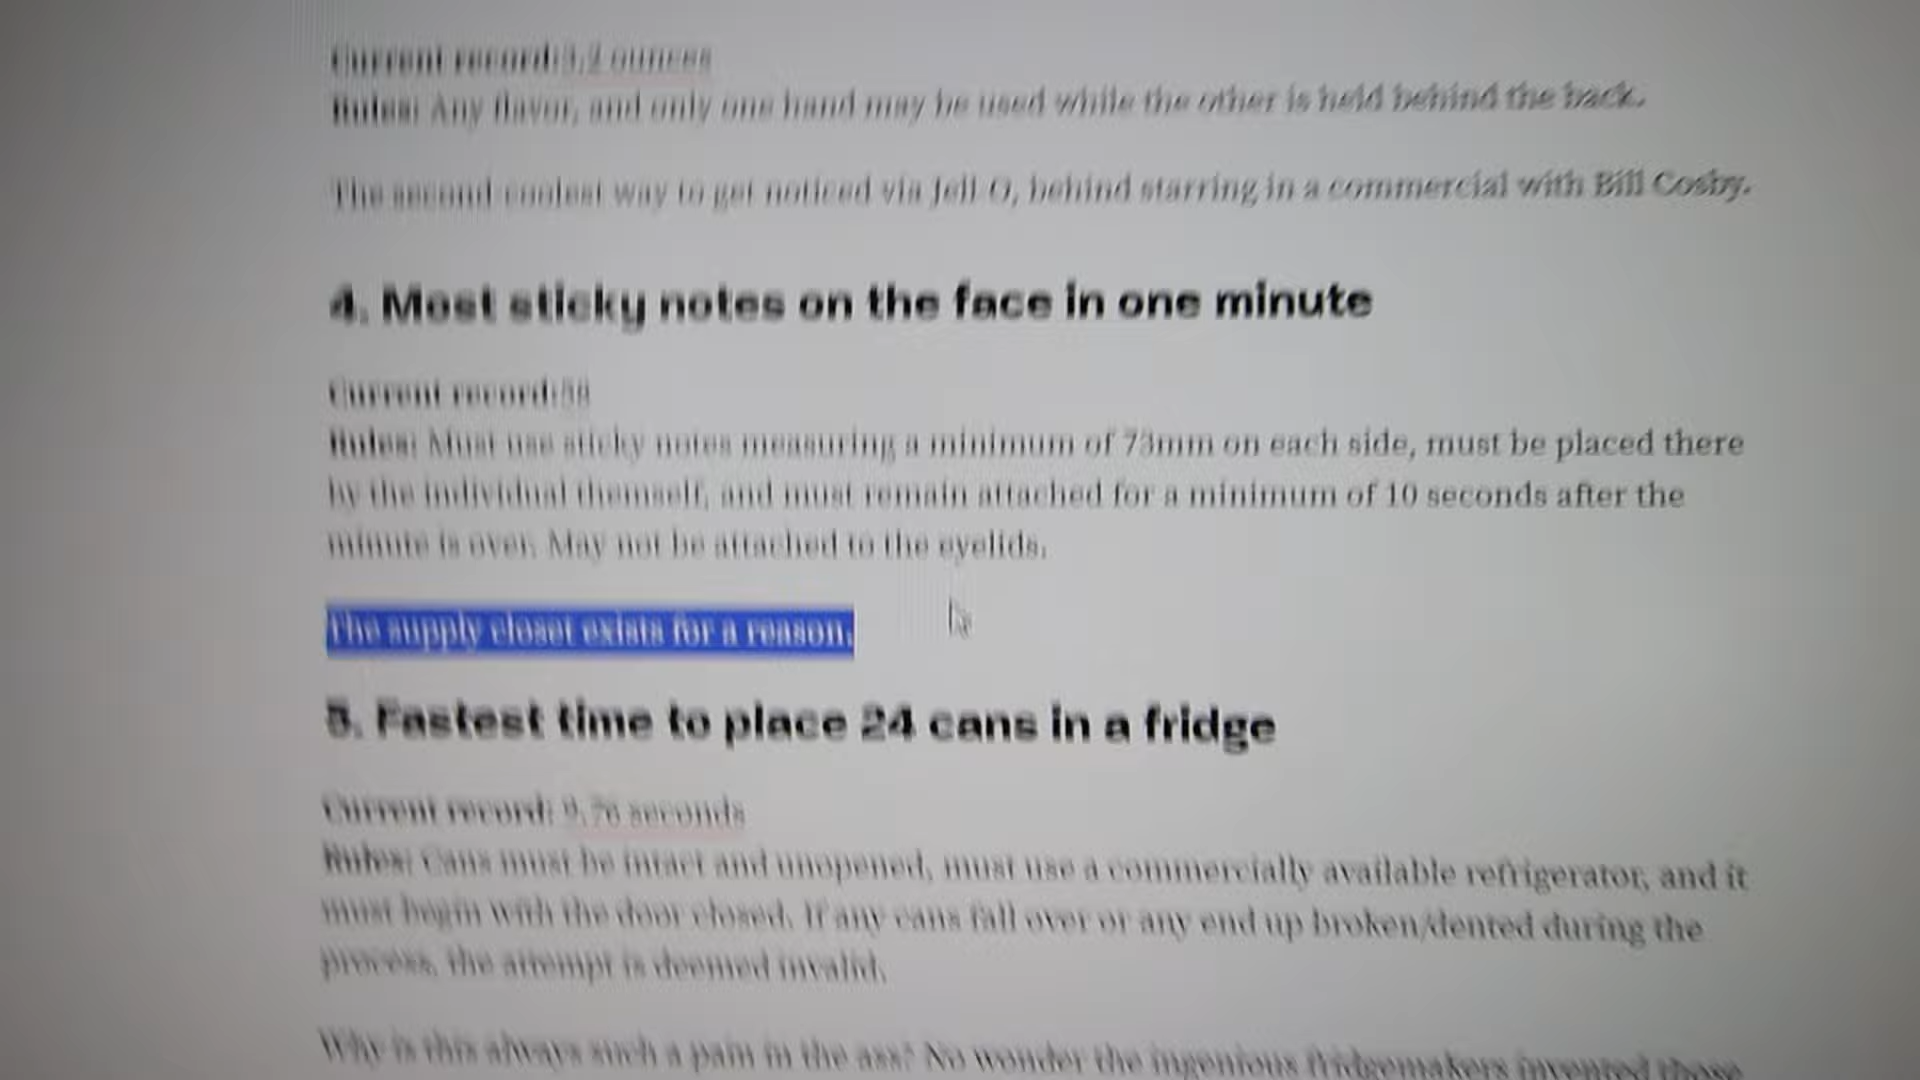 Current record: 3.2 ounces
Rules: Any flavor, and only one hand may be used while the other is held behind the back.
The second coolest way to get noticed via Jell O, behind starring in a commercial with Bill Cosby.
4. Most sticky notes on the face in one minute
Current record:
Rules: Must use sticky notes measuring a minimum of 73mm on each side, must be placed there
by the individual themself, and must remain attached for a minimum of 10 seconds after the
minute is over. May not be attached to the eyelids.
The supply closet exists for a reason.
5. Fastest time to place 24 cans in a fridge
Current record: 9.76 seconds
Rules: Cans must be intact and unopened, must use a commercially available refrigerator, and it
must begin with the door closed. If any cans fall over or any end up broken/dented during the
process, the attempt is deemed invalid.
Why is this always such a pain in the ass? No wonder the ingenious fridgemakers invented those